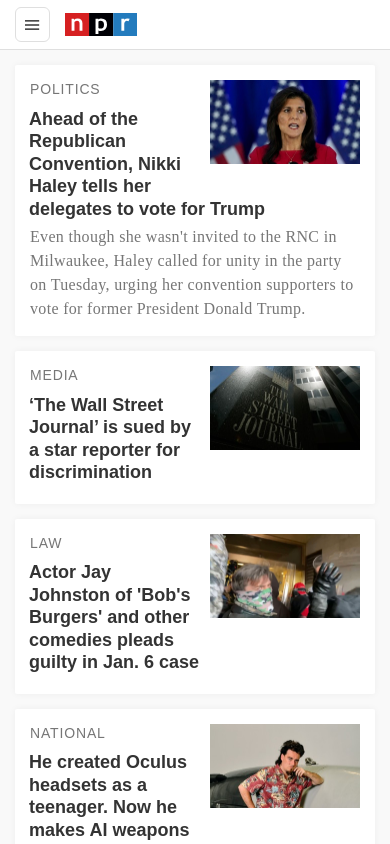 npr
POLITICS
Ahead of the
Republican
Convention, Nikki
Haley tells her
delegates to vote for Trump
Even though she wasn't invited to the RNC in
Milwaukee, Haley called for unity in the party
on Tuesday, urging her convention supporters to
vote for former President Donald Trump.
MEDIA
‘The Wall Street
Journal’ is sued by
a star reporter for
discrimination
THE WALL
STREET
JOURNAL
LAW
Actor Jay
Johnston of 'Bob's
Burgers' and other
comedies pleads
guilty in Jan. 6 case
NATIONAL
He created Oculus
headsets as a
teenager. Now he
makes AI weapons